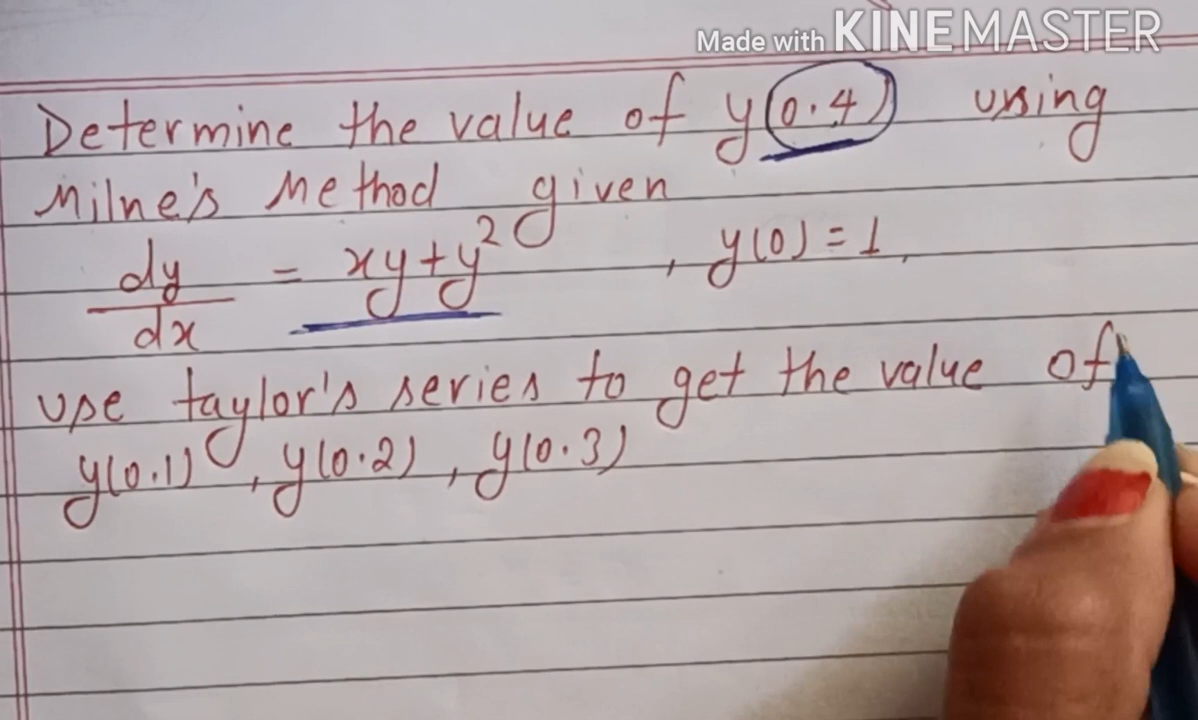 Made with KINEMASTER
Determine the value of y(0.4) using
Milne's Method given
dy/dx = xy+y² , y(0)=1,
use taylor's series to get the value of
y(0.1), y(0.2), y(0.3)